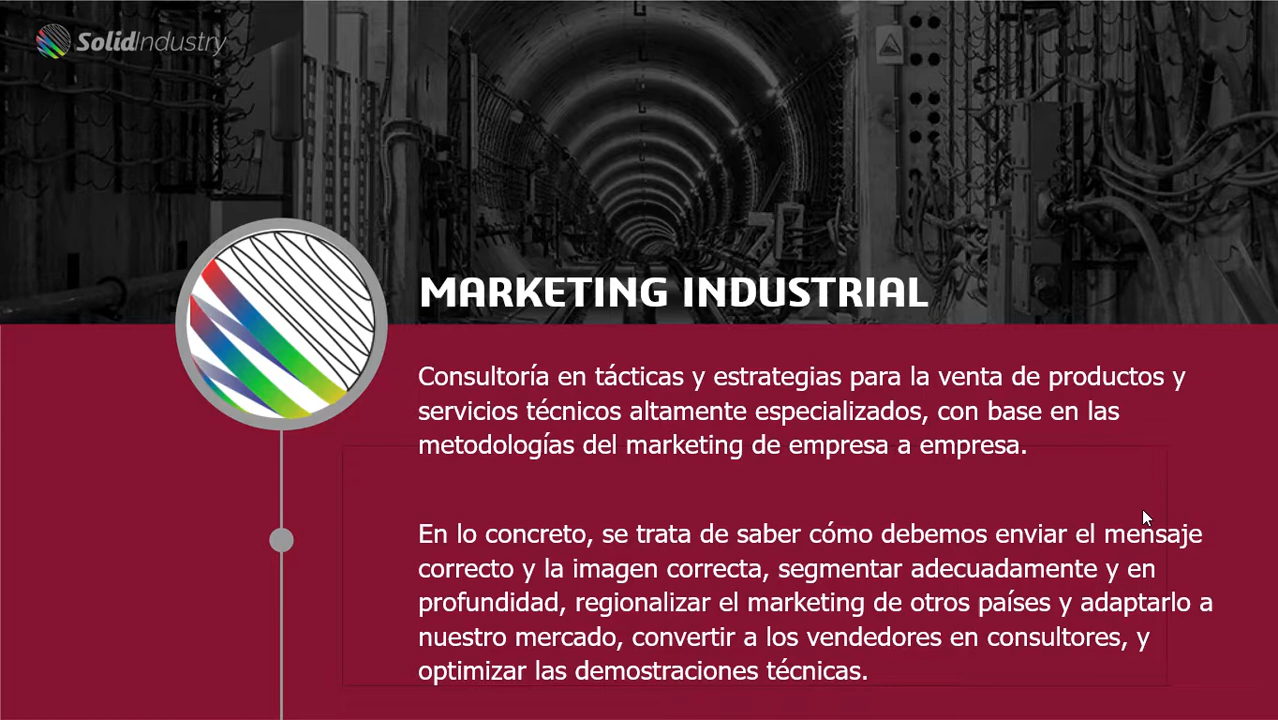 SolidIndustry
MARKETING INDUSTRIAL
Consultoría en tácticas y estrategias para la venta de productos y
servicios técnicos altamente especializados, con base en las
metodologías del marketing de empresa a empresa.
En lo concreto, se trata de saber cómo debemos enviar el mensaje
correcto y la imagen correcta, segmentar adecuadamente y en
profundidad, regionalizar el marketing de otros países y adaptarlo a
nuestro mercado, convertir a los vendedores en consultores, y
optimizar las demostraciones técnicas.